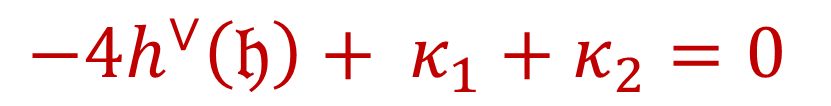 −4h^∨(𝔥) + κ₁ + κ₂ = 0